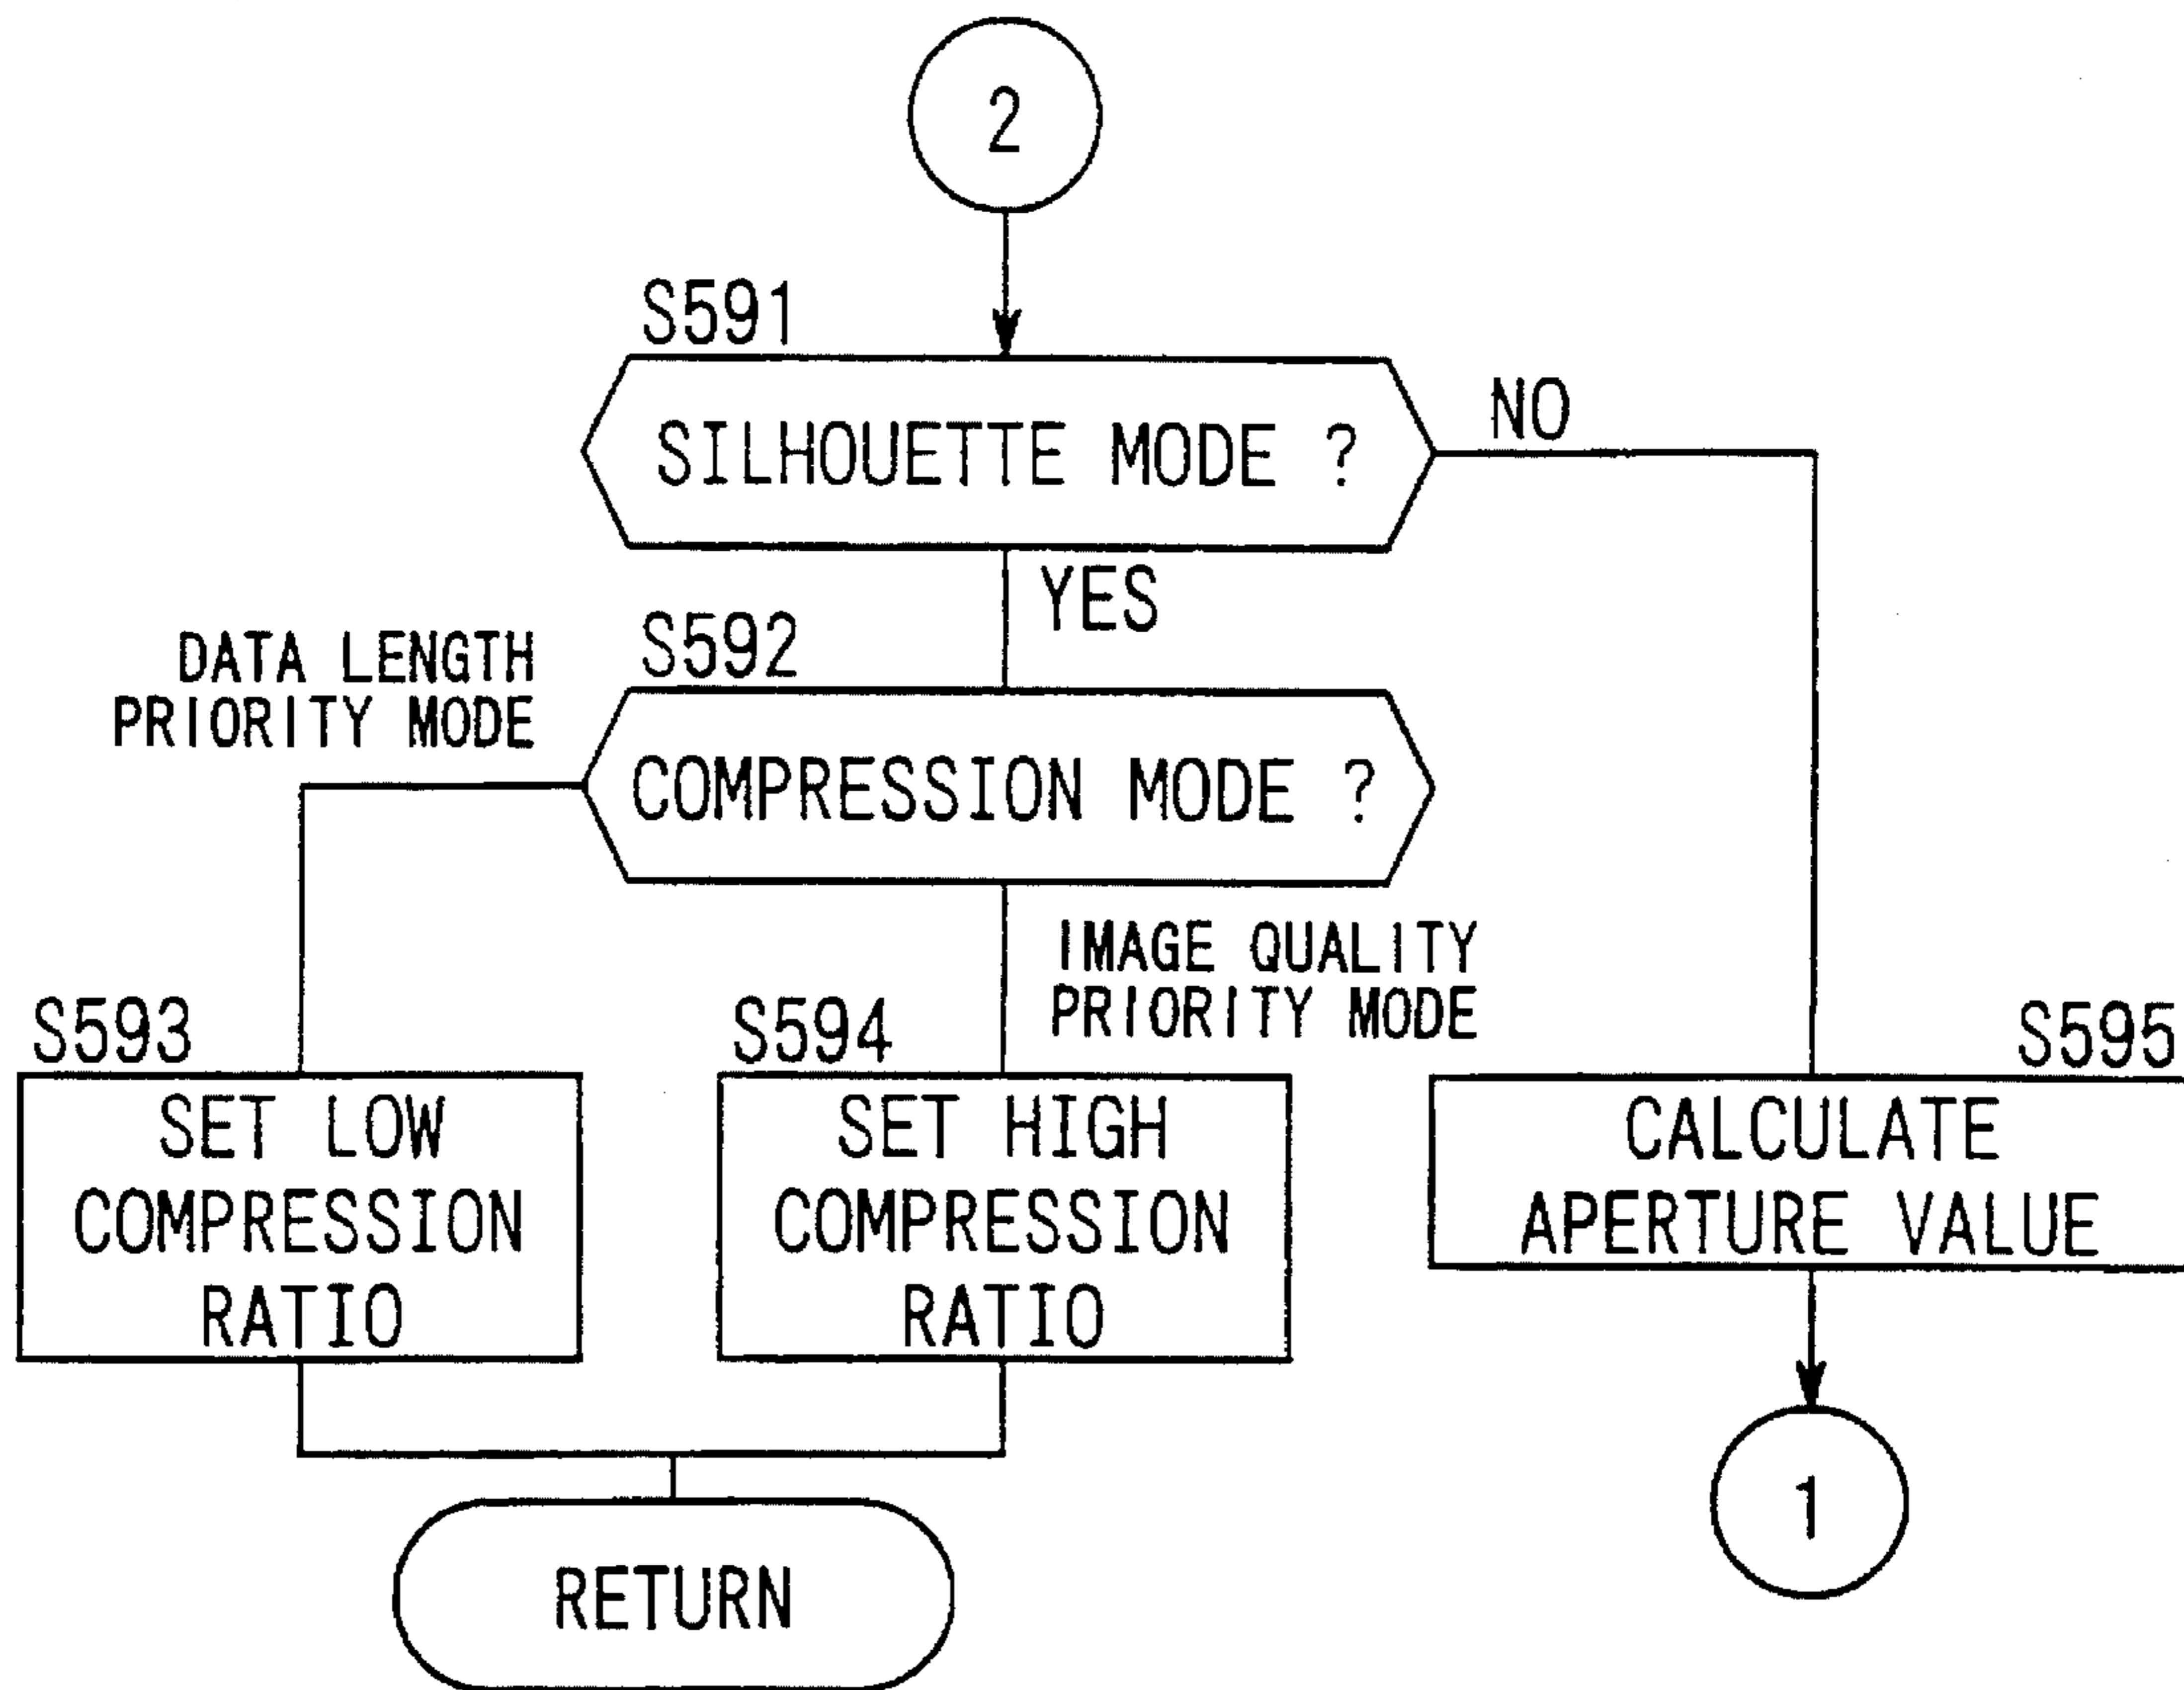 2
S591
SILHOUETTE MODE ?
NO
YES
DATA LENGTH
PRIORITY MODE
S592
COMPRESSION MODE ?
IMAGE QUALITY
PRIORITY MODE
S593
SET LOW
COMPRESSION
RATIO
S594
SET HIGH
COMPRESSION
RATIO
S595
CALCULATE
APERTURE VALUE
1
RETURN